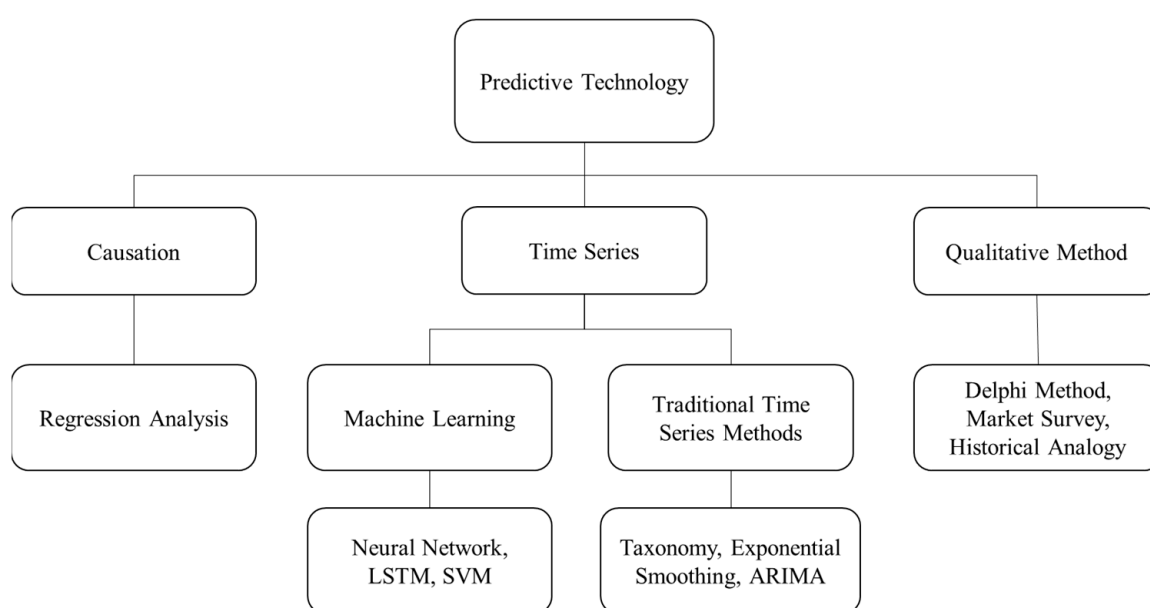 Predictive Technology
Causation
Time Series
Qualitative Method
Regression Analysis
Machine Learning
Traditional Time
Series Methods
Delphi Method,
Market Survey,
Historical Analogy
Neural Network,
LSTM, SVM
Taxonomy, Exponential
Smoothing, ARIMA